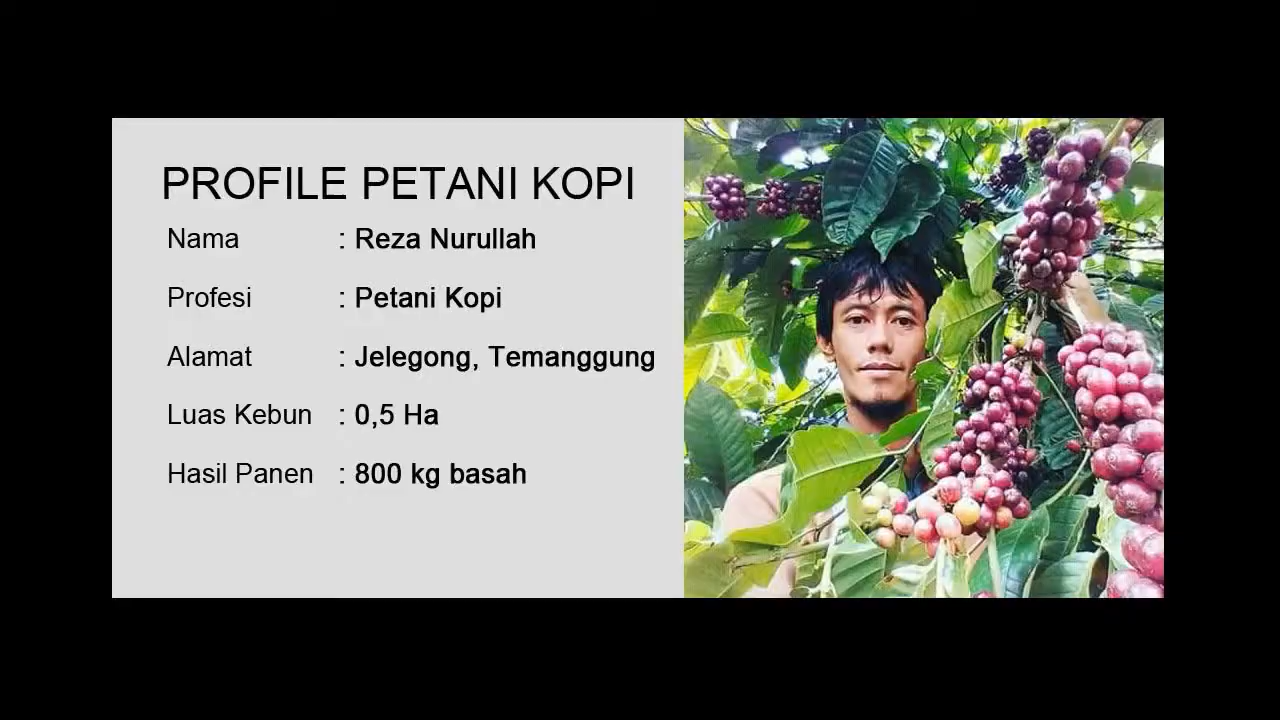 PROFILE PETANI KOPI
Nama : Reza Nurullah
Profesi : Petani Kopi
Alamat : Jelegong, Temanggung
Luas Kebun : 0,5 Ha
Hasil Panen : 800 kg basah